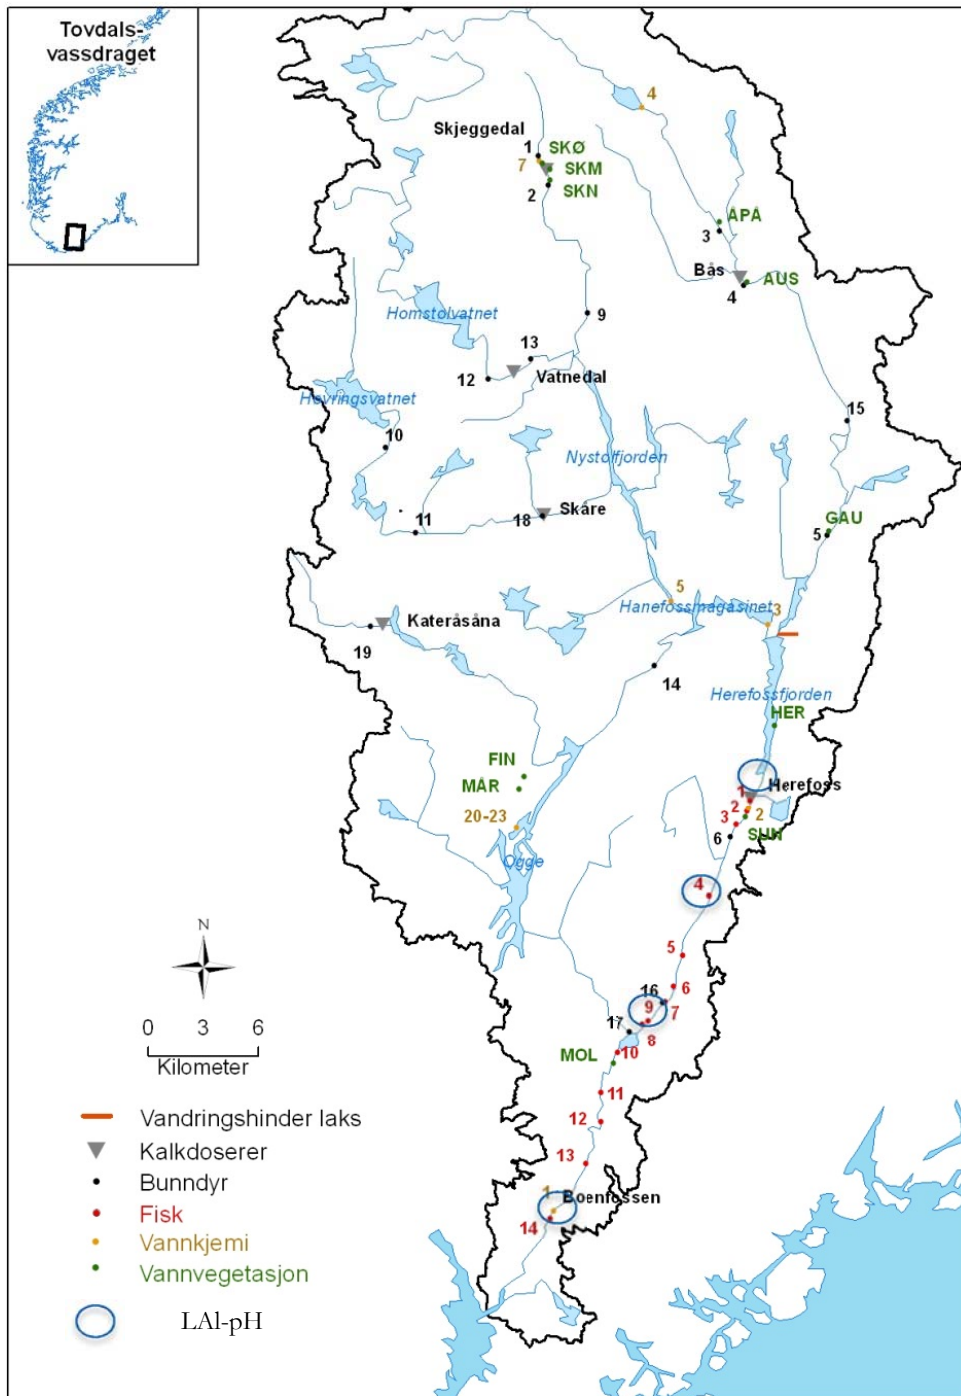 Tovdals-
vassdraget
4
Skjeggedal
1
SKØ
7
SKM
2
SKN
ÅPÅ
3
Bås
AUS
4
Homstølvatnet
9
13
12
Vatnedal
Høvringsvatnet
15
10
Nystølfjorden
11
18
Skåre
GAU
5
5
Hanefossmagasinet
3
Kateråsåna
19
14
Herefossfjorden
HER
FIN
MÅR
1
Herefoss
20-23
2
2
3
SUN
6
Ogge
4
5
N
6
16
9
7
17
8
0 3 6
Kilometer
MOL
10
11
12
13
1
Boenfossen
14
Vandringshinder laks
Kalkdoserer
Bunndyr
Fisk
Vannkjemi
Vannvegetasjon
LAl-pH